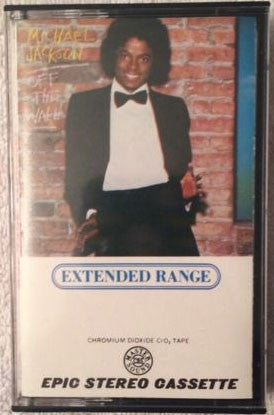 MICHAEL
JACKSON
OFF
THE
WALL
EXTENDED RANGE
CHROMIUM DIOXIDE CrO₂ TAPE
MASTER
SOUND
EPIC STEREO CASSETTE